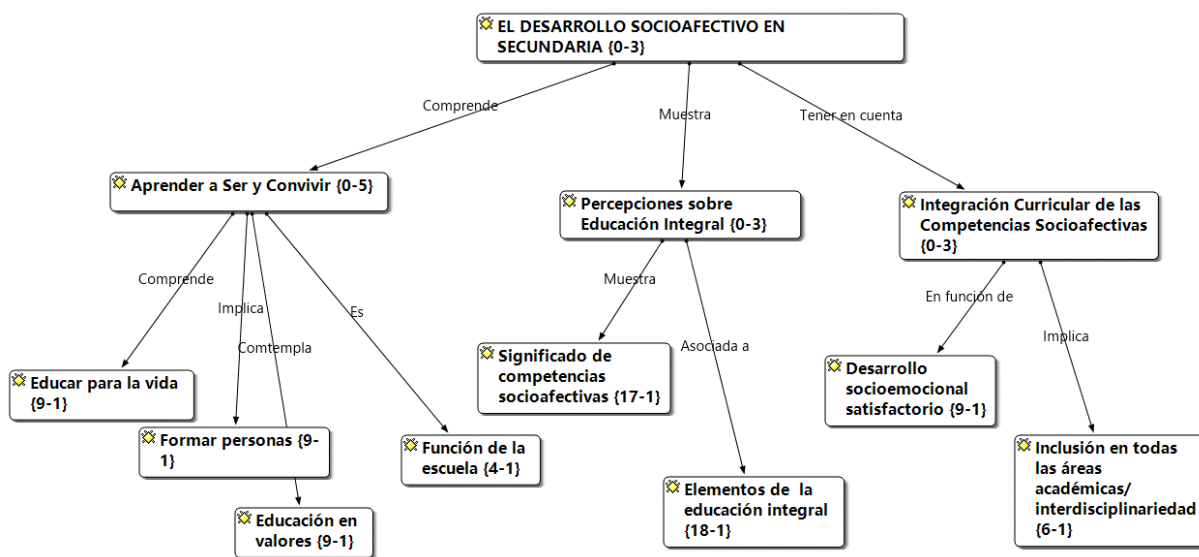 EL DESARROLLO SOCIOAFECTIVO EN
SECUNDARIA {0-3}
Comprende
Muestra
Tener en cuenta
Aprender a Ser y Convivir {0-5}
Percepciones sobre
Educación Integral {0-3}
Integración Curricular de las
Competencias Socioafectivas
{0-3}
Comprende
Implica
Comtempla
Es
Muestra
Asociada a
En función de
Implica
Educar para la vida
{9-1}
Formar personas {9-
1}
Educación en
valores {9-1}
Función de la
escuela {4-1}
Significado de
competencias
socioafectivas {17-1}
Elementos de  la
educación integral
{18-1}
Desarrollo
socioemocional
satisfactorio {9-1}
Inclusión en todas
las áreas
académicas/
interdisciplinariedad
{6-1}